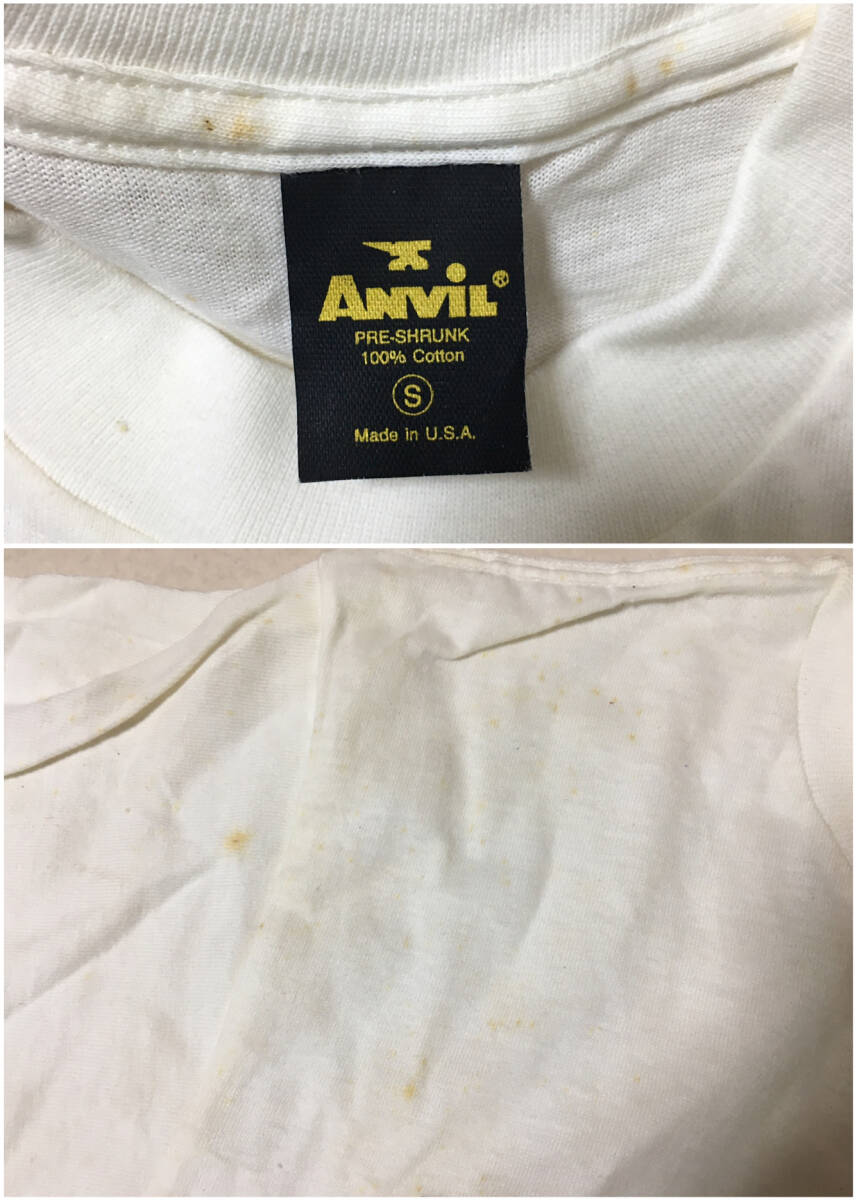 ANViL®
PRE-SHRUNK
100% Cotton
S
Made in U.S.A.